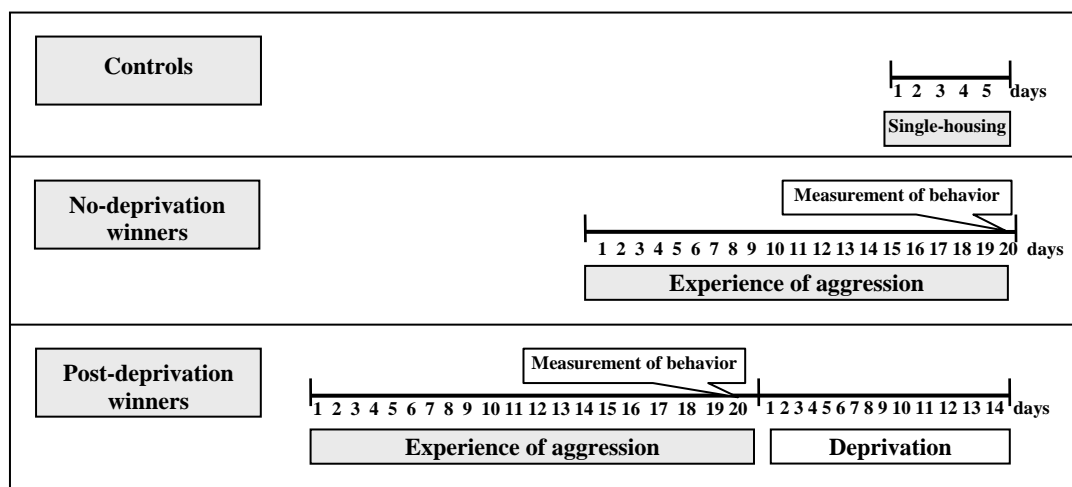 Controls
1 2 3 4 5 days
Single-housing
No-deprivation
winners
Measurement of behavior
1 2 3 4 5 6 7 8 9 10 11 12 13 14 15 16 17 18 19 20 days
Experience of aggression
Post-deprivation
winners
Measurement of behavior
1 2 3 4 5 6 7 8 9 10 11 12 13 14 15 16 17 18 19 20 1 2 3 4 5 6 7 8 9 10 11 12 13 14 days
Experience of aggression
Deprivation